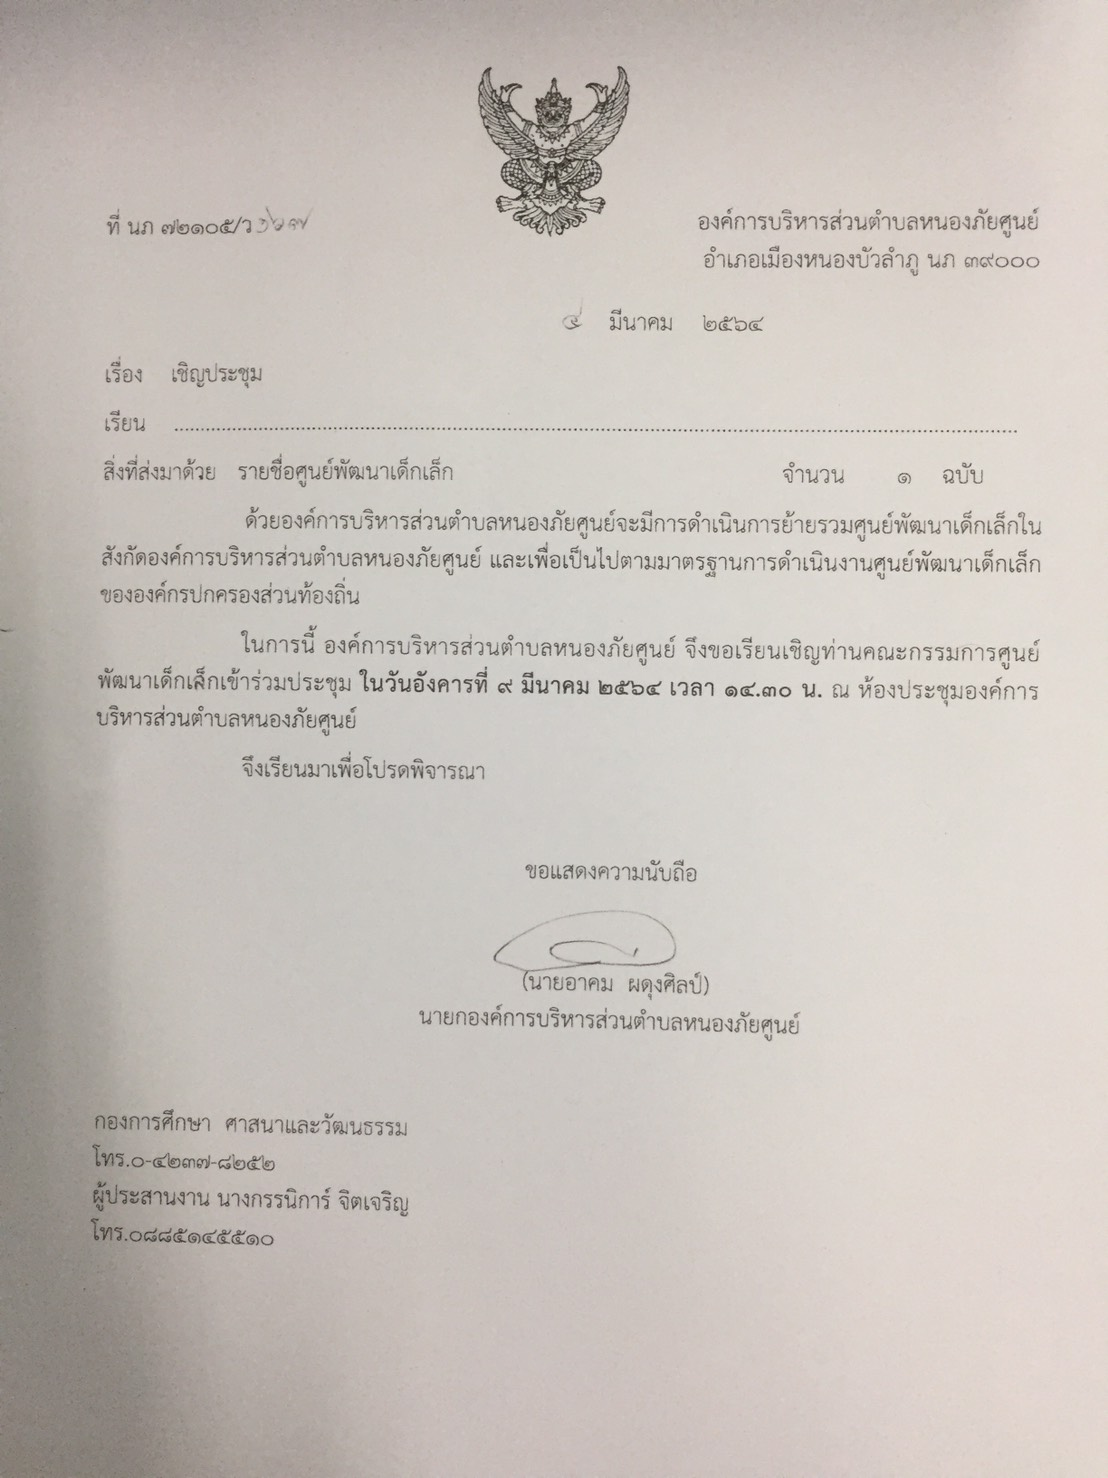 ที่ นภ ๗๒๑๐๕/ว
องค์การบริหารส่วนตำบลหนองภัยศูนย์
อำเภอเมืองหนองบัวลำภู นภ ๓๙๐๐๐
๔ มีนาคม ๒๕๖๔
เรื่อง เชิญประชุม
เรียน ........................................................................
สิ่งที่ส่งมาด้วย รายชื่อศูนย์พัฒนาเด็กเล็ก จำนวน ๑ ฉบับ
ด้วยองค์การบริหารส่วนตำบลหนองภัยศูนย์จะมีการดำเนินการย้ายรวมศูนย์พัฒนาเด็กเล็กใน
สังกัดองค์การบริหารส่วนตำบลหนองภัยศูนย์ และเพื่อเป็นไปตามมาตรฐานการดำเนินงานศูนย์พัฒนาเด็กเล็ก
ขององค์กรปกครองส่วนท้องถิ่น
ในการนี้ องค์การบริหารส่วนตำบลหนองภัยศูนย์ จึงขอเรียนเชิญท่านคณะกรรมการศูนย์
พัฒนาเด็กเล็กเข้าร่วมประชุม ในวันอังคารที่ ๙ มีนาคม ๒๕๖๔ เวลา ๑๔.๓๐ น. ณ ห้องประชุมองค์การ
บริหารส่วนตำบลหนองภัยศูนย์
จึงเรียนมาเพื่อโปรดพิจารณา
ขอแสดงความนับถือ
(นายอาคม ผดุงศิลป์)
นายกองค์การบริหารส่วนตำบลหนองภัยศูนย์
กองการศึกษา ศาสนาและวัฒนธรรม
โทร.๐-๔๒๓๗-๘๒๕๒
ผู้ประสานงาน นางกรรนิการ์ จิตเจริญ
โทร.๐๘๘๕๑๔๕๕๑๐